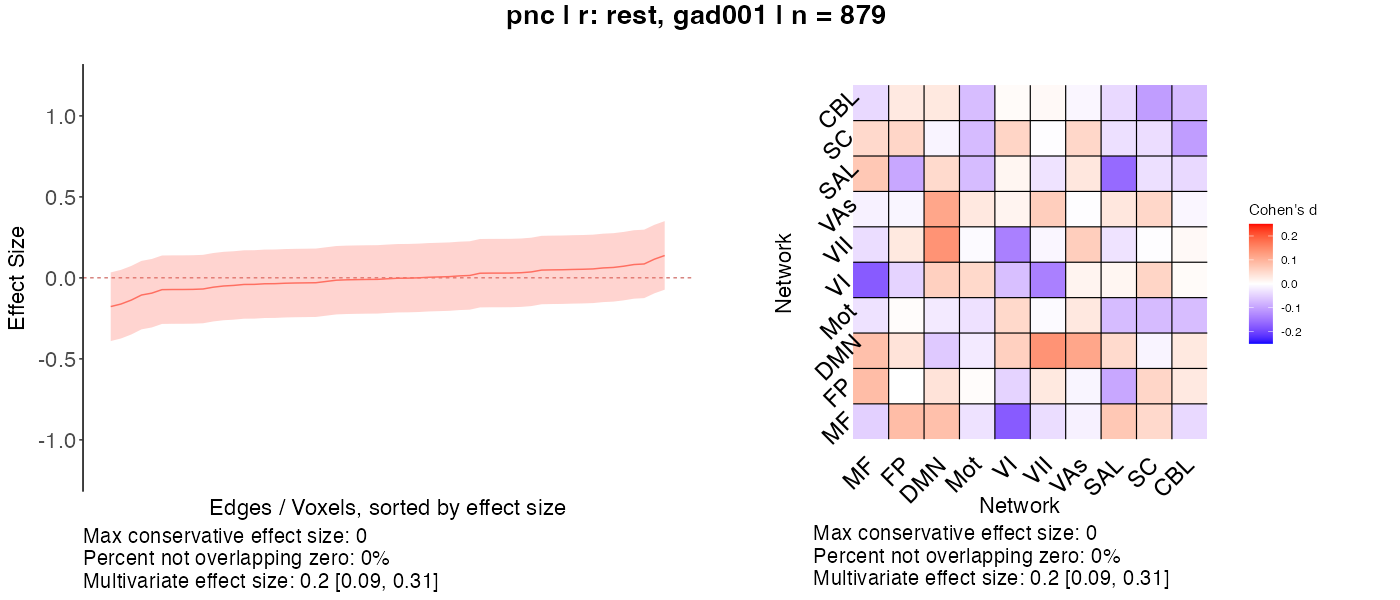 pnc | r: rest, gad001 | n = 879
1.0
0.5
0.0
-0.5
-1.0
Effect Size
Edges / Voxels, sorted by effect size
Max conservative effect size: 0
Percent not overlapping zero: 0%
Multivariate effect size: 0.2 [0.09, 0.31]
Network
CBL
SC
SAL
VAs
VII
VI
Mot
DMN
FP
MF
MF
FP
DMN
Mot
VI
VII
VAs
SAL
SC
CBL
Network
Max conservative effect size: 0
Percent not overlapping zero: 0%
Multivariate effect size: 0.2 [0.09, 0.31]
Cohen's d
0.2
0.1
0.0
-0.1
-0.2